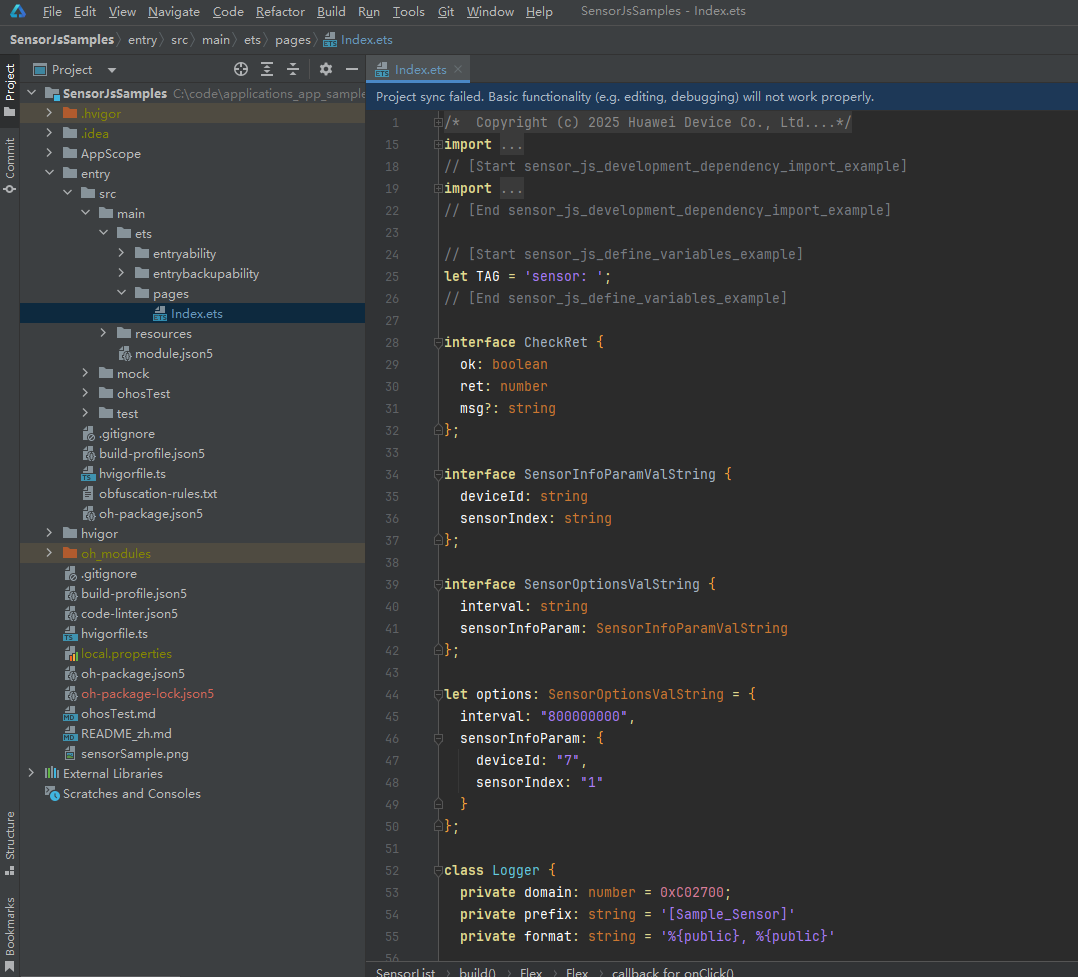 File Edit View Navigate Code Refactor Build Run Tools Git Window Help SensorJsSamples - Index.ets
SensorJsSamples entry src main ets pages Index.ets
Project
Commit
Structure
Bookmarks
Project
SensorJsSamples C:\code\applications_app_sample
.hvigor
.idea
AppScope
entry
src
main
ets
entryability
entrybackupability
pages
Index.ets
resources
module.json5
mock
ohosTest
test
.gitignore
build-profile.json5
hvigorfile.ts
obfuscation-rules.txt
oh-package.json5
hvigor
oh_modules
.gitignore
build-profile.json5
code-linter.json5
hvigorfile.ts
local.properties
oh-package.json5
oh-package-lock.json5
ohosTest.md
README_zh.md
sensorSample.png
External Libraries
Scratches and Consoles
Index.ets
Project sync failed. Basic functionality (e.g. editing, debugging) will not work properly.
1 /* Copyright (c) 2025 Huawei Device Co., Ltd....*/
15 import ...
18 // [Start sensor_js_development_dependency_import_example]
19 import ...
22 // [End sensor_js_development_dependency_import_example]
23
24 // [Start sensor_js_define_variables_example]
25 let TAG = 'sensor: ';
26 // [End sensor_js_define_variables_example]
27
28 interface CheckRet {
29 ok: boolean
30 ret: number
31 msg?: string
32 };
33
34 interface SensorInfoParamValString {
35 deviceId: string
36 sensorIndex: string
37 };
38
39 interface SensorOptionsValString {
40 interval: string
41 sensorInfoParam: SensorInfoParamValString
42 };
43
44 let options: SensorOptionsValString = {
45 interval: "800000000",
46 sensorInfoParam: {
47 deviceId: "7",
48 sensorIndex: "1"
49 }
50 };
51
52 class Logger {
53 private domain: number = 0xC02700;
54 private prefix: string = '[Sample_Sensor]'
55 private format: string = '%{public}, %{public}'
56
SensorList build() Flex Flex callback for onClick()